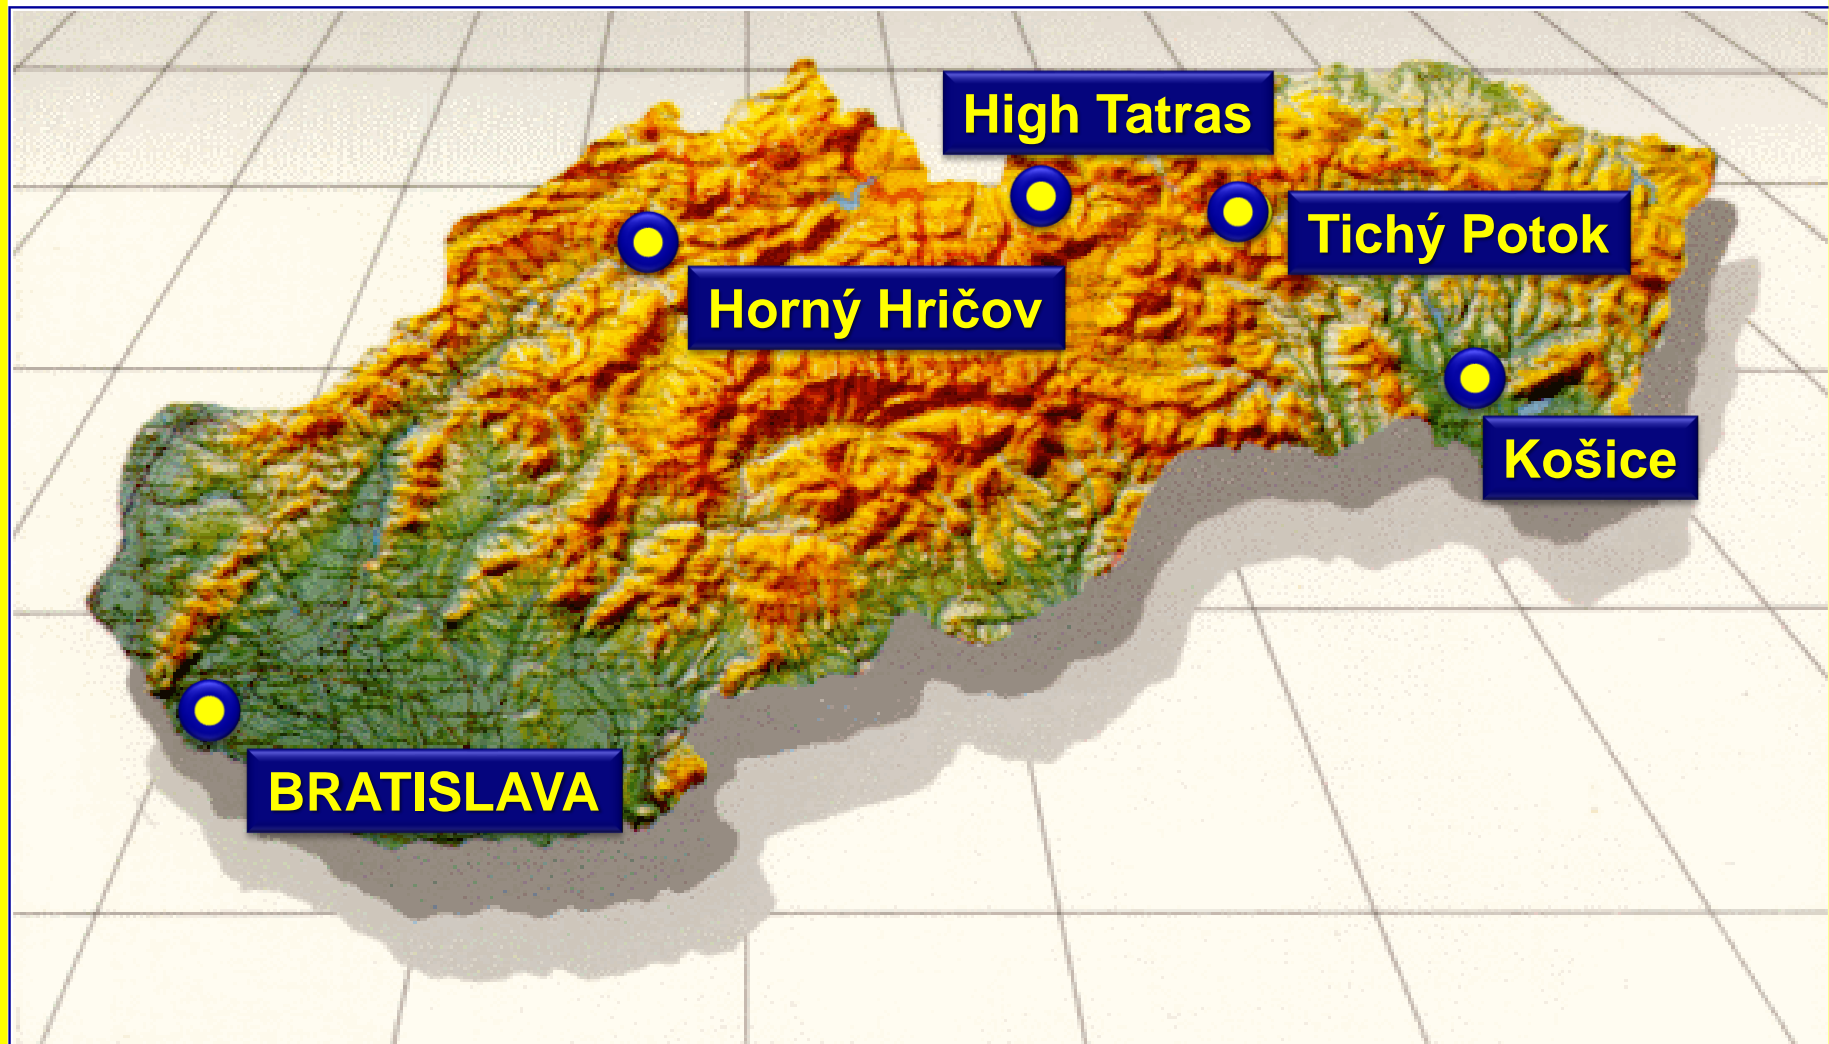 High Tatras
Tichý Potok
Horný Hričov
Košice
BRATISLAVA